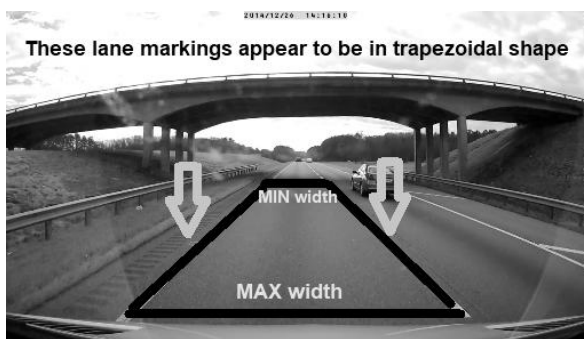 2014/12/26 14:16:10
These lane markings appear to be in trapezoidal shape
MIN width
MAX width